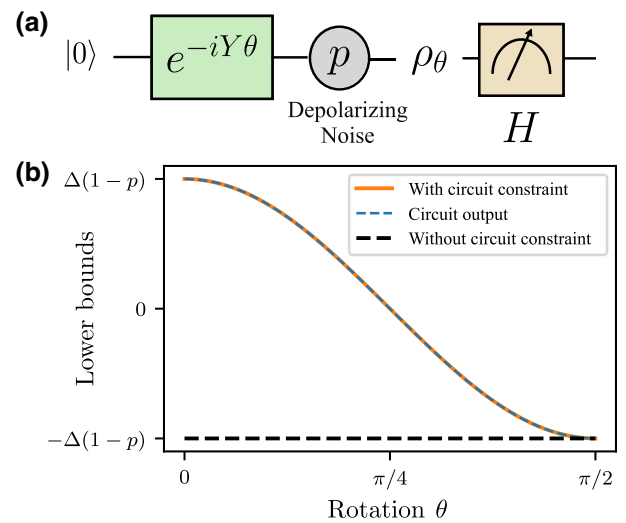 (a)
|0⟩ e^{-iYθ} p ρ_θ
Depolarizing
Noise
H
(b)
Δ(1 − p)
0
−Δ(1 − p)
Lower bounds
With circuit constraint
Circuit output
Without circuit constraint
0 π/4 π/2
Rotation θ